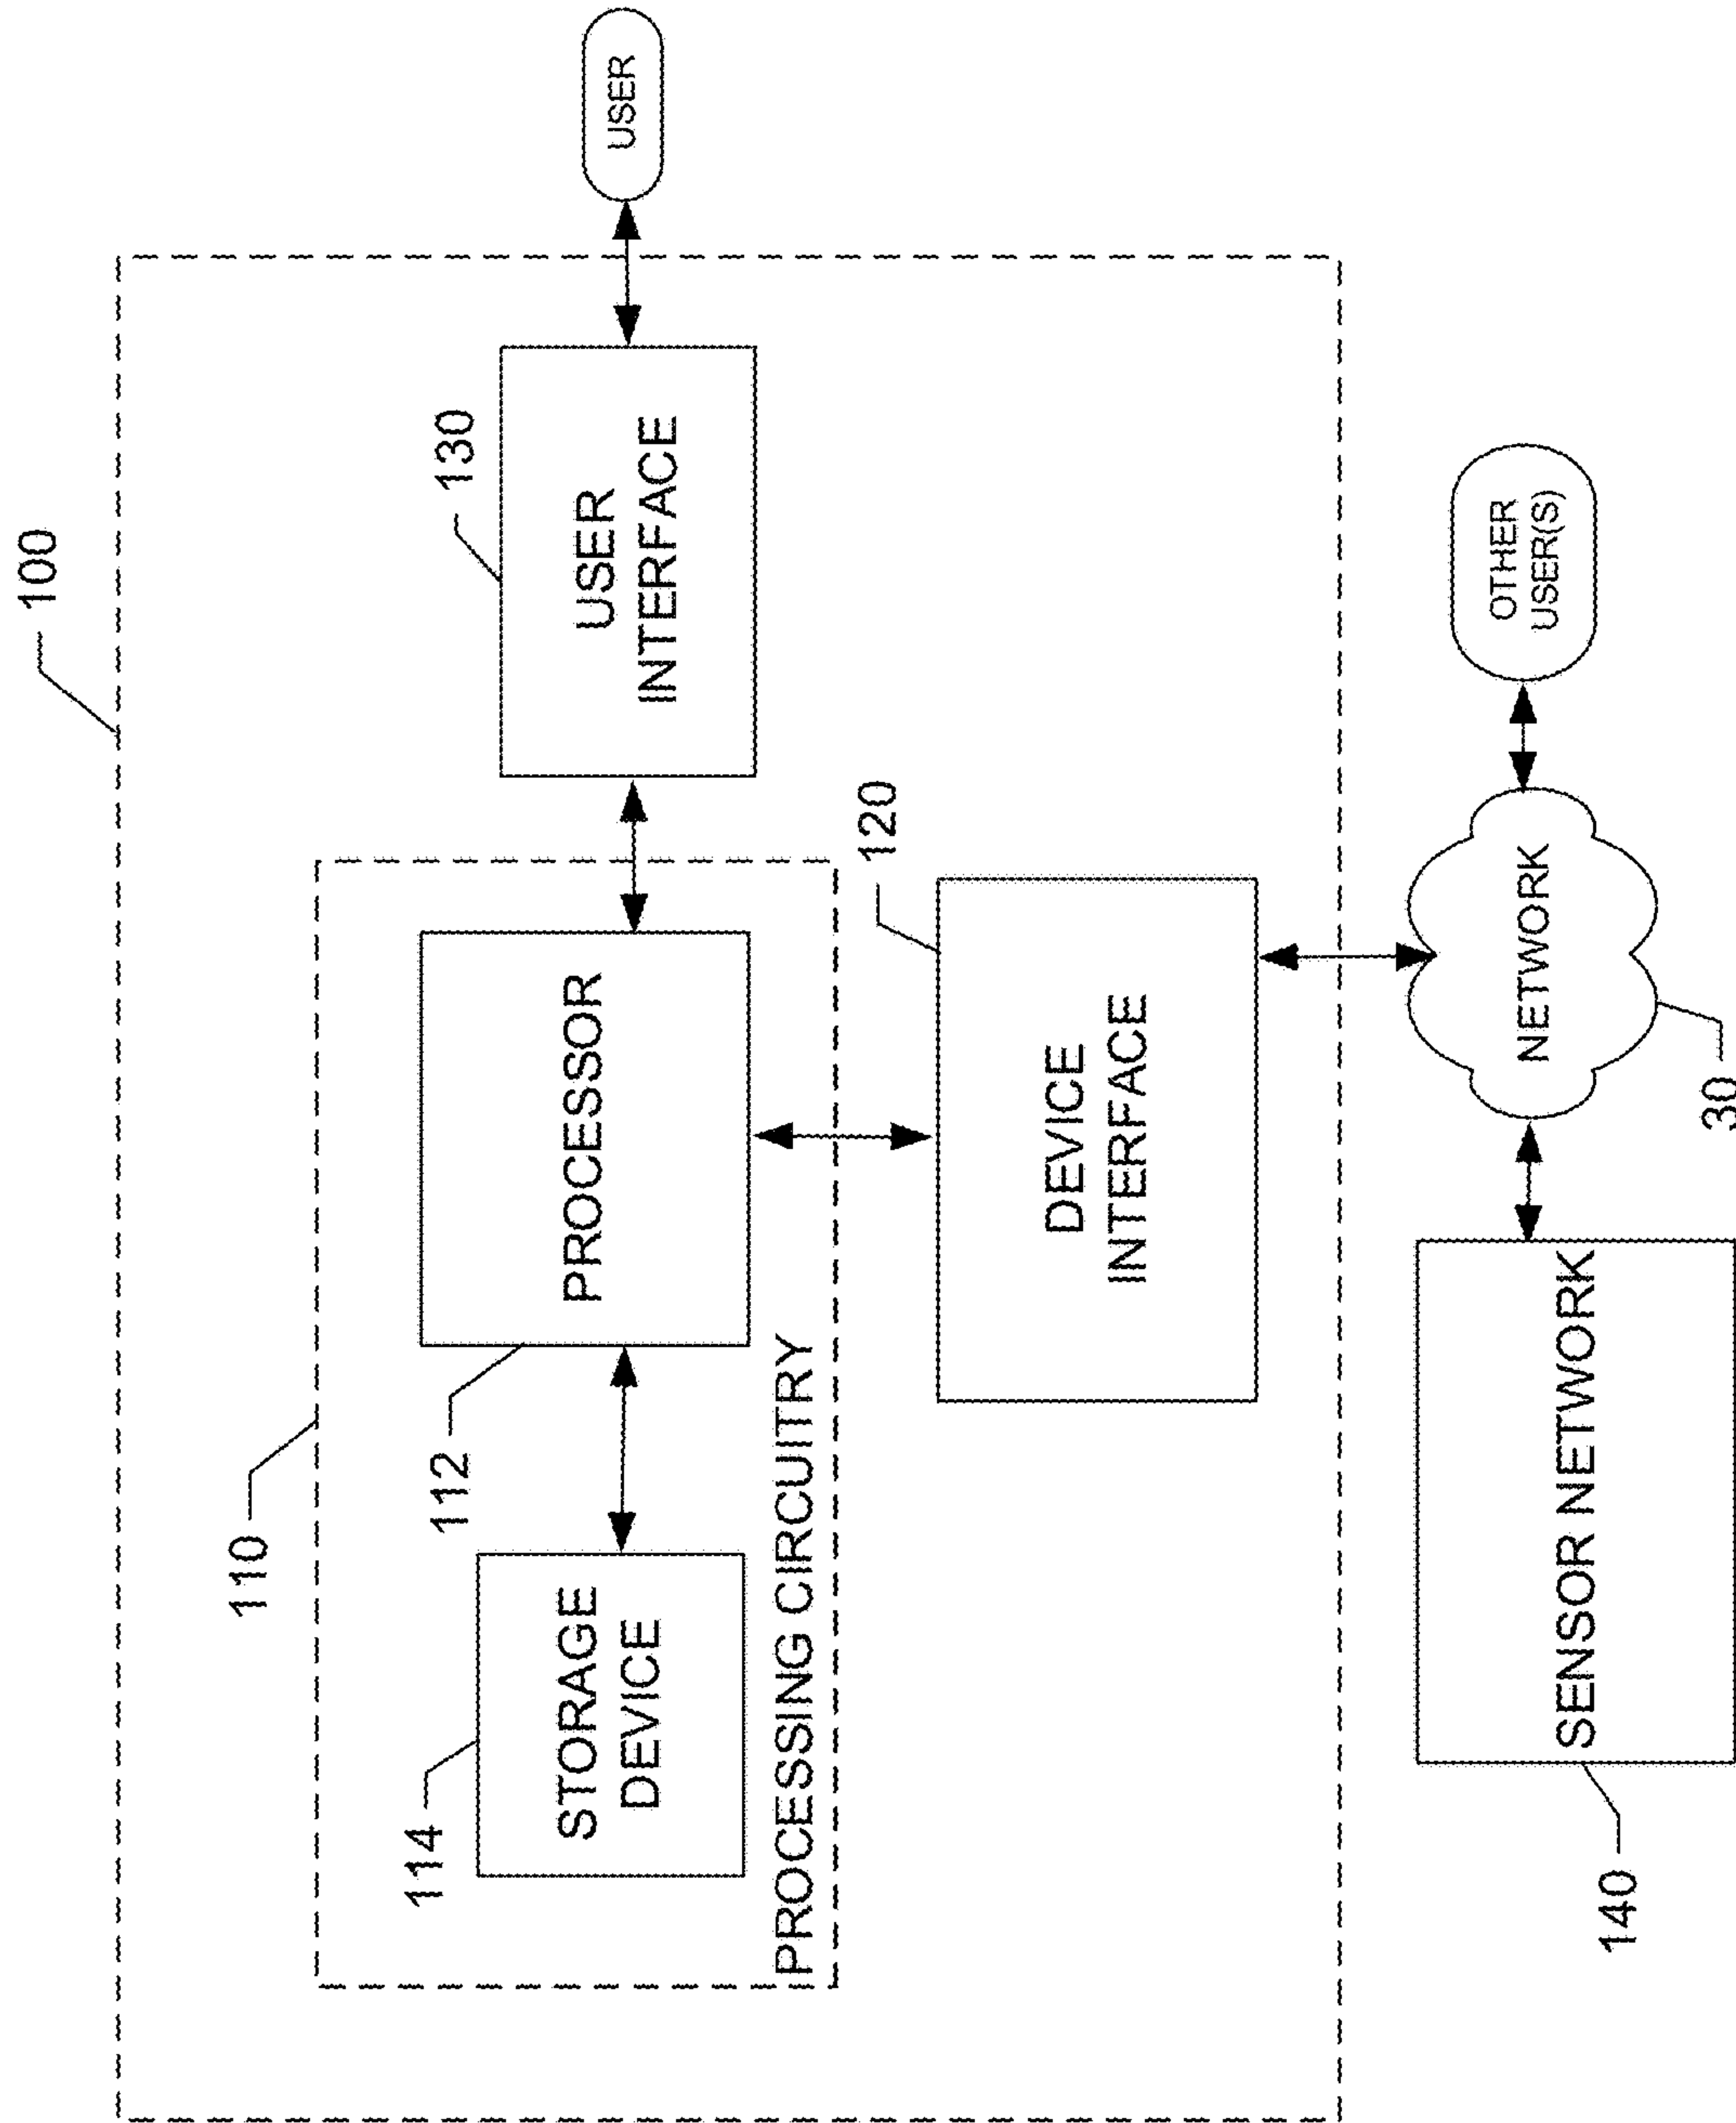 100
110
114
STORAGE
DEVICE
112
PROCESSOR
PROCESSING CIRCUITRY
130
USER
INTERFACE
USER
120
DEVICE
INTERFACE
140
SENSOR NETWORK
NETWORK
30
OTHER
USER(S)